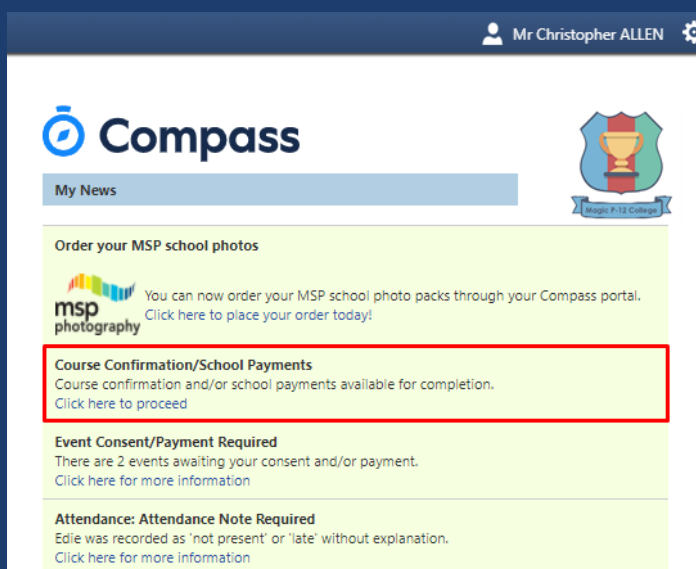 Mr Christopher ALLEN
Compass
My News
Magic P-12 College
Order your MSP school photos
msp
photography
You can now order your MSP school photo packs through your Compass portal.
Click here to place your order today!
Course Confirmation/School Payments
Course confirmation and/or school payments available for completion.
Click here to proceed
Event Consent/Payment Required
There are 2 events awaiting your consent and/or payment.
Click here for more information
Attendance: Attendance Note Required
Edie was recorded as 'not present' or 'late' without explanation.
Click here for more information